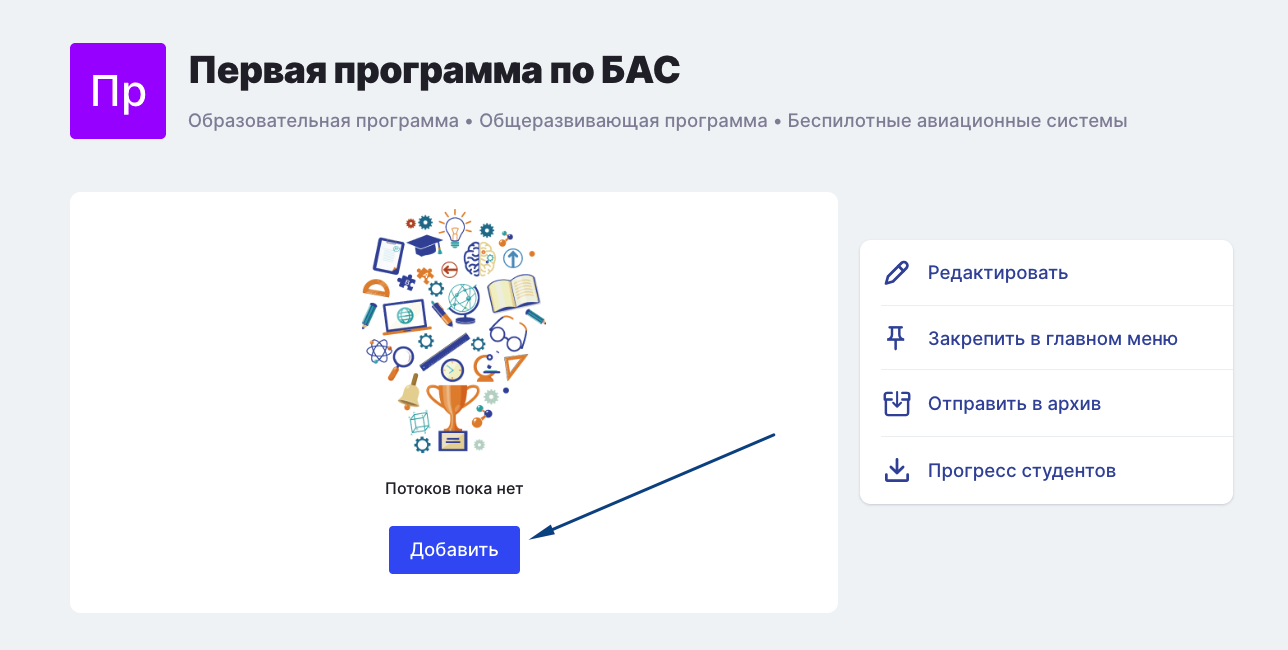 Пр
Первая программа по БАС
Образовательная программа • Общеразвивающая программа • Беспилотные авиационные системы
Потоков пока нет
Добавить
Редактировать
Закрепить в главном меню
Отправить в архив
Прогресс студентов